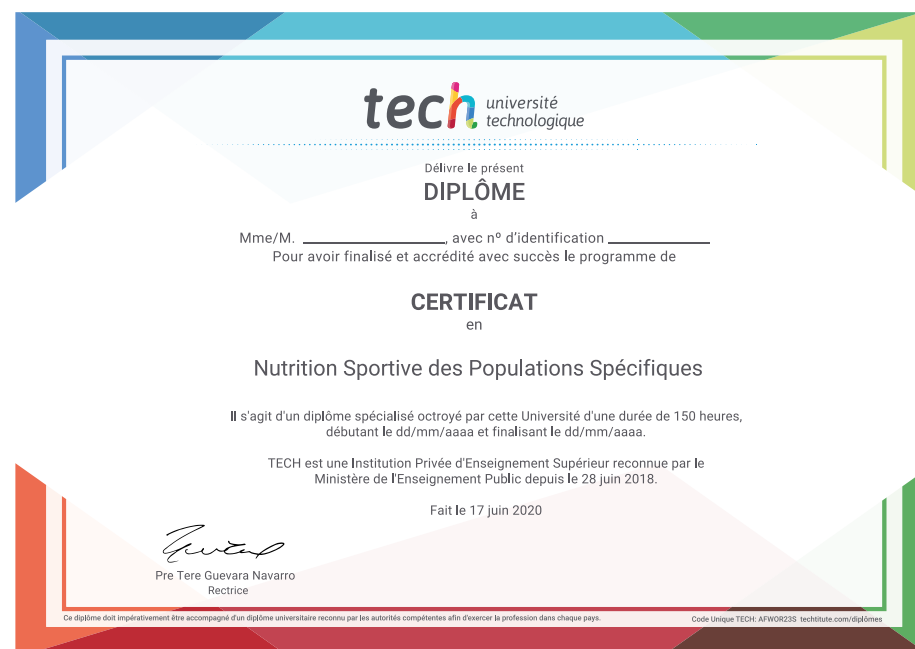 tech université
technologique
Délivre le présent
DIPLÔME
à
Mme/M. ____________________, avec nº d'identification ______________
Pour avoir finalisé et accrédité avec succès le programme de
CERTIFICAT
en
Nutrition Sportive des Populations Spécifiques
Il s'agit d'un diplôme spécialisé octroyé par cette Université d'une durée de 150 heures,
débutant le dd/mm/aaaa et finalisant le dd/mm/aaaa.
TECH est une Institution Privée d'Enseignement Supérieur reconnue par le
Ministère de l'Enseignement Public depuis le 28 juin 2018.
Fait le 17 juin 2020
Pre Tere Guevara Navarro
Rectrice
Ce diplôme doit impérativement être accompagné d'un diplôme universitaire reconnu par les autorités compétentes afin d'exercer la profession dans chaque pays.
Code Unique TECH: AFWOR23S techtitute.com/diplômes